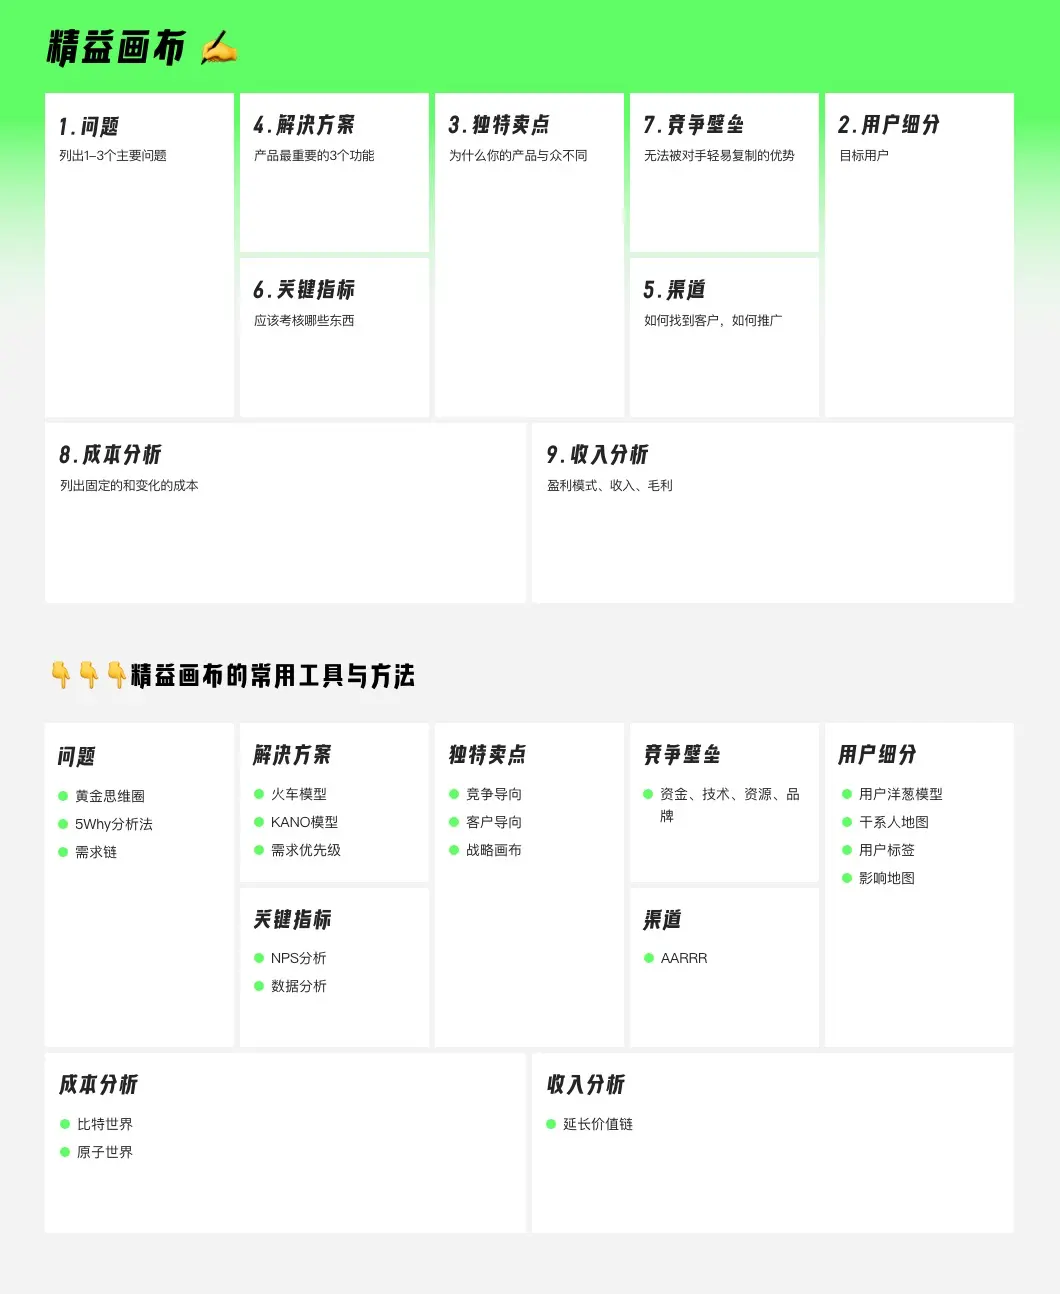 精益画布 ✍️
1.问题
列出1-3个主要问题
4.解决方案
产品最重要的3个功能
3.独特卖点
为什么你的产品与众不同
7.竞争壁垒
无法被对手轻易复制的优势
2.用户细分
目标用户
6.关键指标
应该考核哪些东西
5.渠道
如何找到客户，如何推广
8.成本分析
列出固定的和变化的成本
9.收入分析
盈利模式、收入、毛利
👇👇👇精益画布的常用工具与方法
问题
黄金思维圈
5Why分析法
需求链
解决方案
火车模型
KANO模型
需求优先级
独特卖点
竞争导向
客户导向
战略画布
竞争壁垒
资金、技术、资源、品
牌
用户细分
用户洋葱模型
干系人地图
用户标签
影响地图
关键指标
NPS分析
数据分析
渠道
AARRR
成本分析
比特世界
原子世界
收入分析
延长价值链